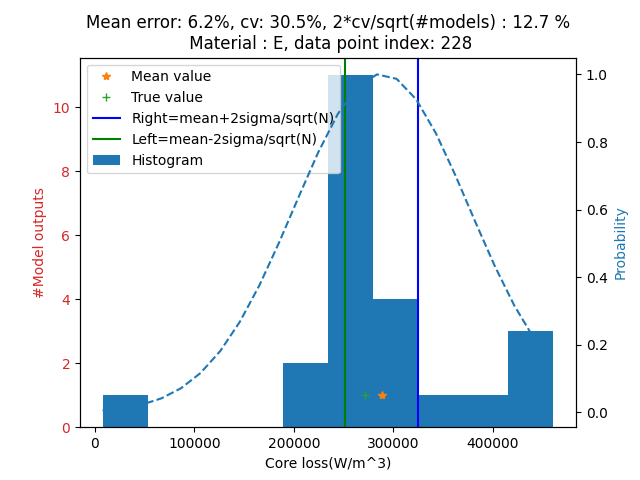 Mean error: 6.2%, cv: 30.5%, 2*cv/sqrt(#models) : 12.7 %
Material : E, data point index: 228
Mean value
True value
Right=mean+2sigma/sqrt(N)
Left=mean-2sigma/sqrt(N)
Histogram
#Model outputs
10
8
6
4
2
0
1.0
0.8
0.6
0.4
0.2
0.0
Probability
0
100000
200000
300000
400000
Core loss(W/m^3)